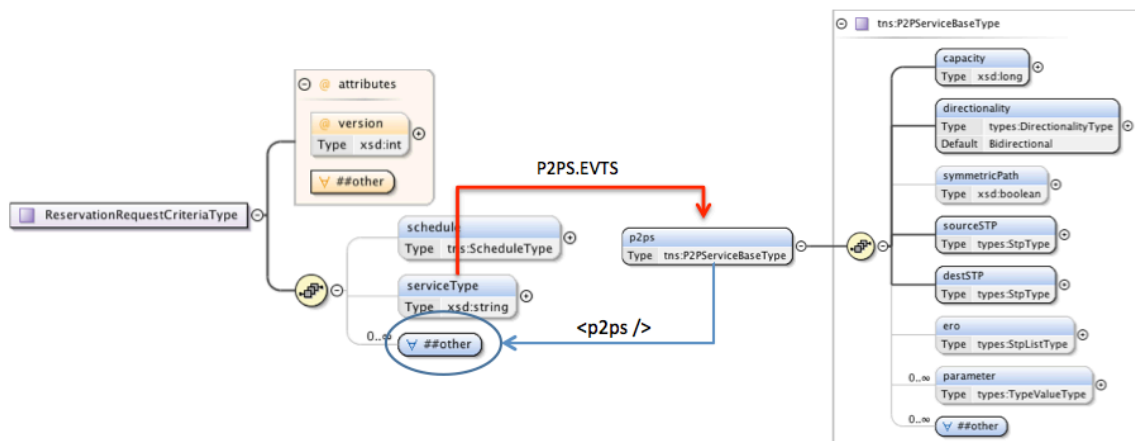 tns:P2PServiceBaseType
capacity
Type xsd:long
directionality
Type types:DirectionalityType
Default Bidirectional
symmetricPath
Type xsd:boolean
sourceSTP
Type types:StpType
destSTP
Type types:StpType
ero
Type types:StpListType
0..∞
parameter
Type types:TypeValueType
0..∞
∀ ##other
@ attributes
@ version
Type xsd:int
∀ ##other
ReservationRequestCriteriaType
schedule
Type tns:ScheduleType
serviceType
Type xsd:string
0..∞
∀ ##other
P2PS.EVTS
p2ps
Type tns:P2PServiceBaseType
<p2ps />